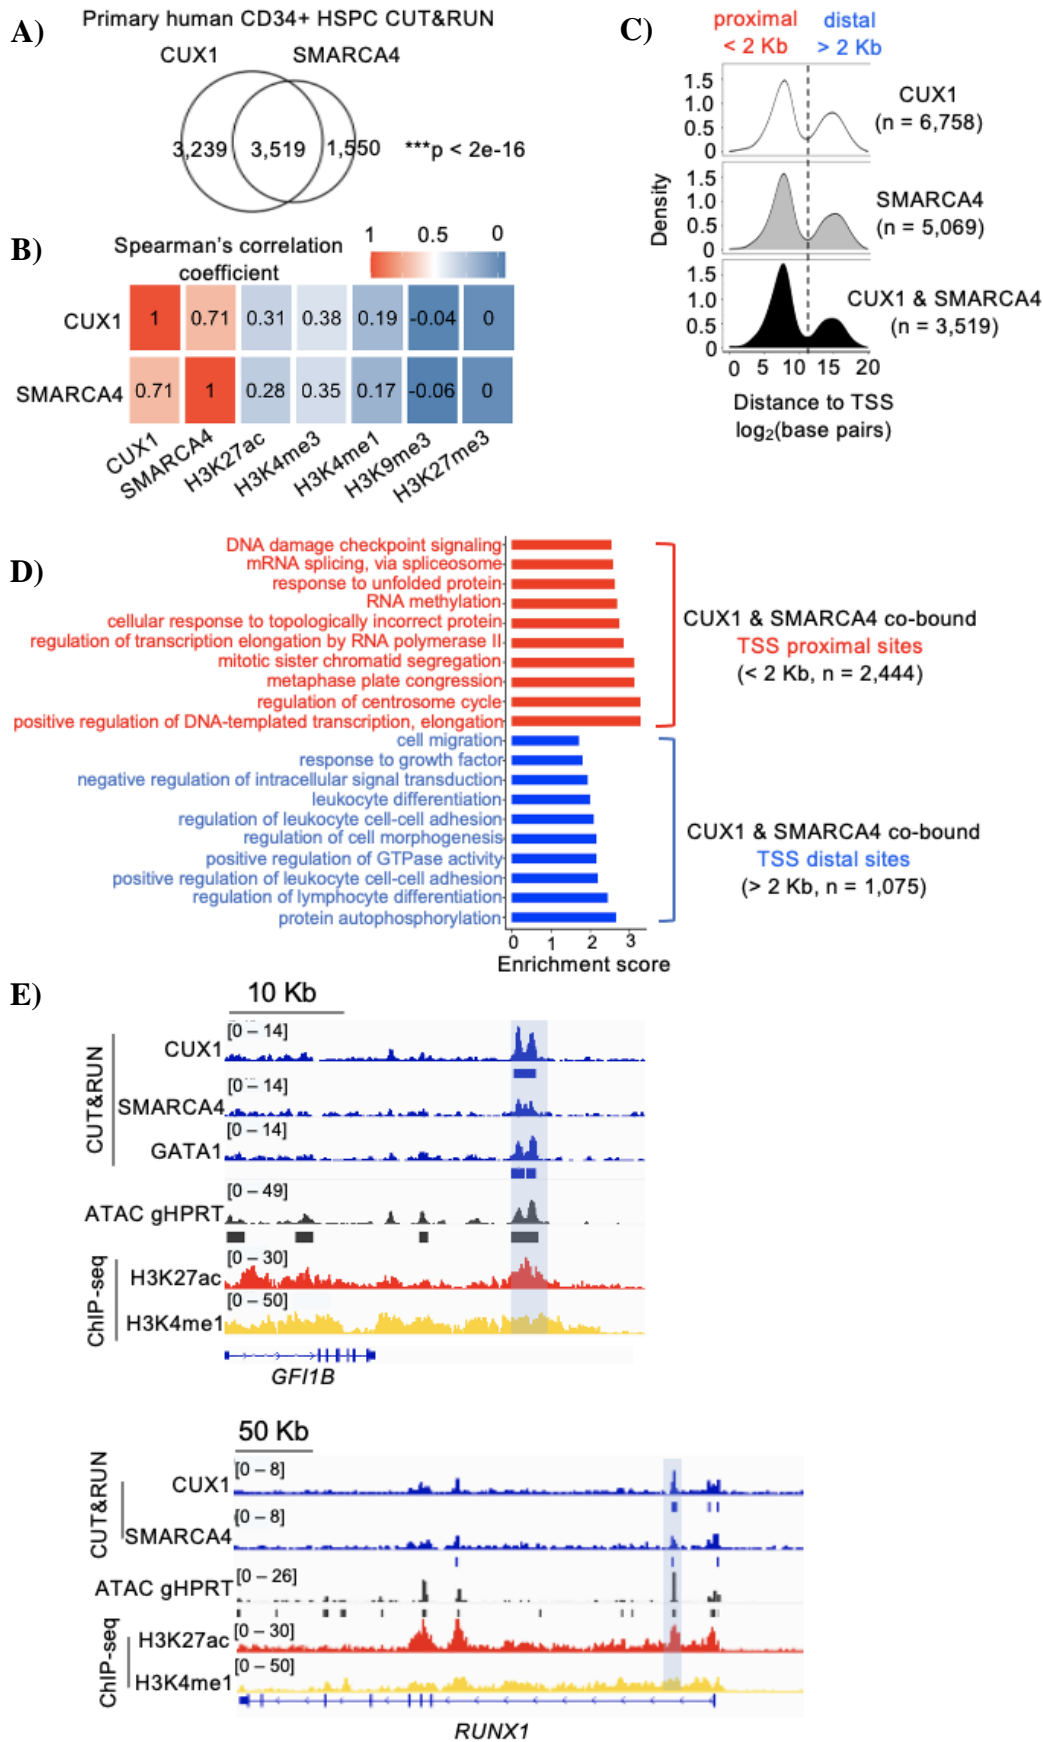 A)
Primary human CD34+ HSPC CUT&RUN
CUX1 SMARCA4
3,239 3,519 1,550 ***p < 2e-16
B)
Spearman's correlation
coefficient
1 0.5 0
CUX1 1 0.71 0.31 0.38 0.19 -0.04 0
SMARCA4 0.71 1 0.28 0.35 0.17 -0.06 0
CUX1 SMARCA4 H3K27ac H3K4me3 H3K4me1 H3K9me3 H3K27me3
C)
proximal distal
< 2 Kb > 2 Kb
1.5
1.0
0.5
0
CUX1
(n = 6,758)
1.5
1.0
0.5
0
SMARCA4
(n = 5,069)
1.5
1.0
0.5
0
CUX1 & SMARCA4
(n = 3,519)
Density
0 5 10 15 20
Distance to TSS
log2(base pairs)
D)
DNA damage checkpoint signaling
mRNA splicing, via spliceosome
response to unfolded protein
RNA methylation
cellular response to topologically incorrect protein
regulation of transcription elongation by RNA polymerase II
mitotic sister chromatid segregation
metaphase plate congression
regulation of centrosome cycle
positive regulation of DNA-templated transcription, elongation
CUX1 & SMARCA4 co-bound
TSS proximal sites
(< 2 Kb, n = 2,444)
cell migration
response to growth factor
negative regulation of intracellular signal transduction
leukocyte differentiation
regulation of leukocyte cell-cell adhesion
regulation of cell morphogenesis
positive regulation of GTPase activity
positive regulation of leukocyte cell-cell adhesion
regulation of lymphocyte differentiation
protein autophosphorylation
CUX1 & SMARCA4 co-bound
TSS distal sites
(> 2 Kb, n = 1,075)
0 1 2 3
Enrichment score
E)
10 Kb
CUT&RUN
CUX1 [0 – 14]
SMARCA4 [0 – 14]
GATA1 [0 – 14]
ATAC gHPRT [0 – 49]
ChIP-seq
H3K27ac [0 – 30]
H3K4me1 [0 – 50]
GFI1B
50 Kb
CUT&RUN
CUX1 [0 – 8]
SMARCA4 [0 – 8]
ATAC gHPRT [0 – 26]
ChIP-seq
H3K27ac [0 – 30]
H3K4me1 [0 – 50]
RUNX1